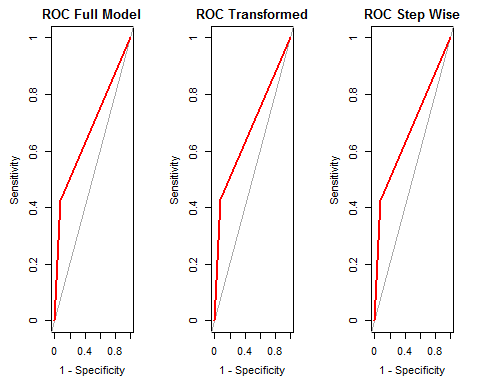 ROC Full Model
Sensitivity
0 0.2 0.4 0.6 0.8 1
0 0.4 0.8
1 - Specificity
ROC Transformed
Sensitivity
0 0.2 0.4 0.6 0.8 1
0 0.4 0.8
1 - Specificity
ROC Step Wise
Sensitivity
0 0.2 0.4 0.6 0.8 1
0 0.4 0.8
1 - Specificity